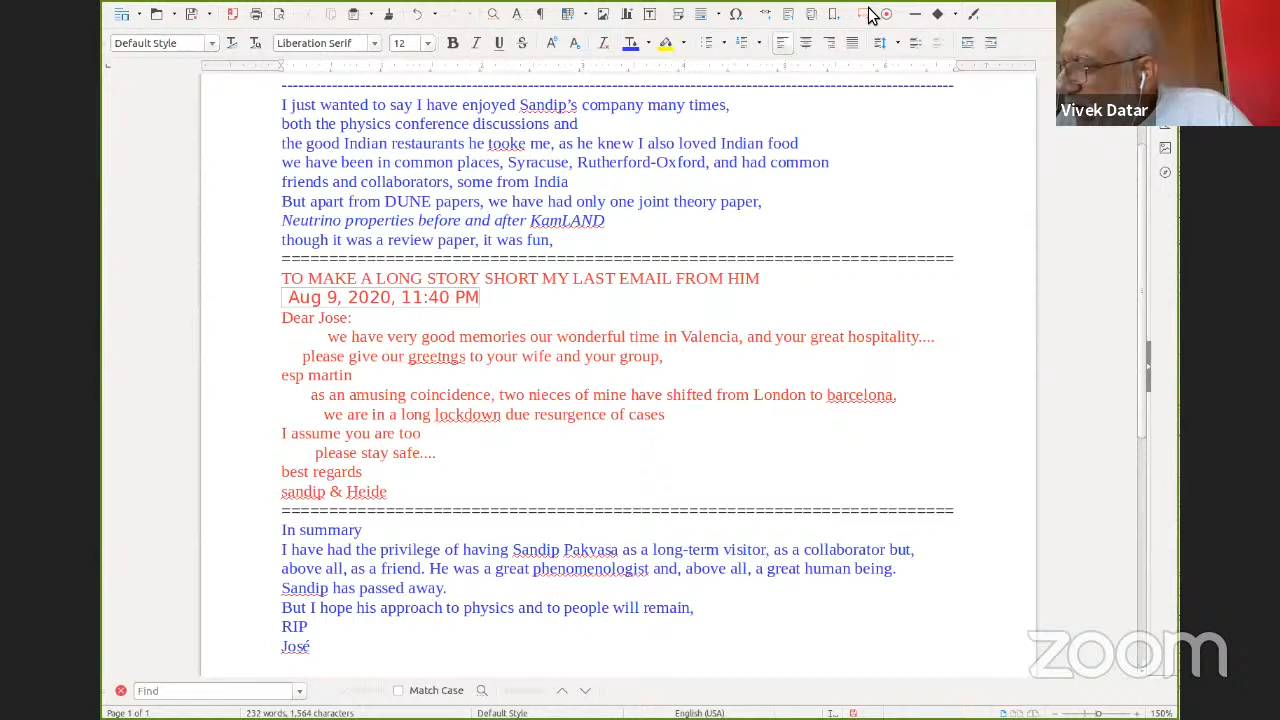 Default Style
Liberation Serif
12
Vivek Datar
I just wanted to say I have enjoyed Sandip's company many times,
both the physics conference discussions and
the good Indian restaurants he tooke me, as he knew I also loved Indian food
we have been in common places, Syracuse, Rutherford-Oxford, and had common
friends and collaborators, some from India
But apart from DUNE papers, we have had only one joint theory paper,
Neutrino properties before and after KamLAND
though it was a review paper, it was fun,
TO MAKE A LONG STORY SHORT MY LAST EMAIL FROM HIM
Aug 9, 2020, 11:40 PM
Dear Jose:
we have very good memories our wonderful time in Valencia, and your great hospitality....
please give our greetngs to your wife and your group,
esp martin
as an amusing coincidence, two nieces of mine have shifted from London to barcelona,
we are in a long lockdown due resurgence of cases
I assume you are too
please stay safe....
best regards
sandip & Heide
In summary
I have had the privilege of having Sandip Pakvasa as a long-term visitor, as a collaborator but,
above all, as a friend. He was a great phenomenologist and, above all, a great human being.
Sandip has passed away.
But I hope his approach to physics and to people will remain,
RIP
José
zoom
Find
Match Case
Page 1 of 1
232 words, 1,564 characters
Default Style
English (USA)
150%